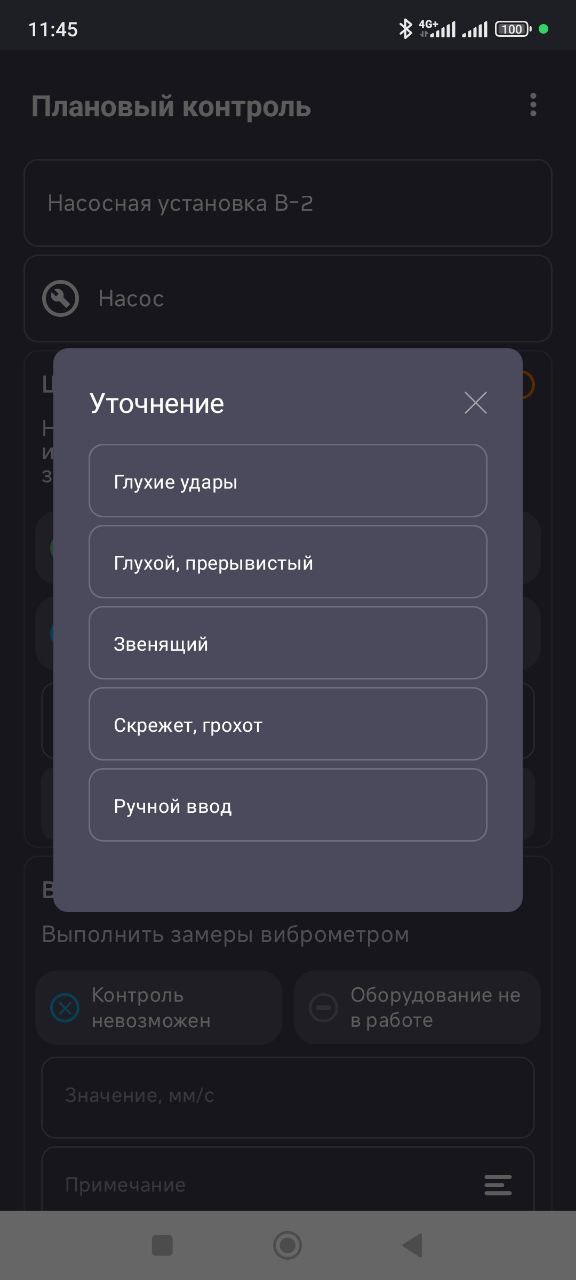 11:45
4G+
100
Плановый контроль
Насосная установка В-2
Насос
Уточнение
Глухие удары
Глухой, прерывистый
Звенящий
Скрежет, грохот
Ручной ввод
Выполнить замеры виброметром
Контроль
невозможен
Оборудование не
в работе
Значение, мм/с
Примечание